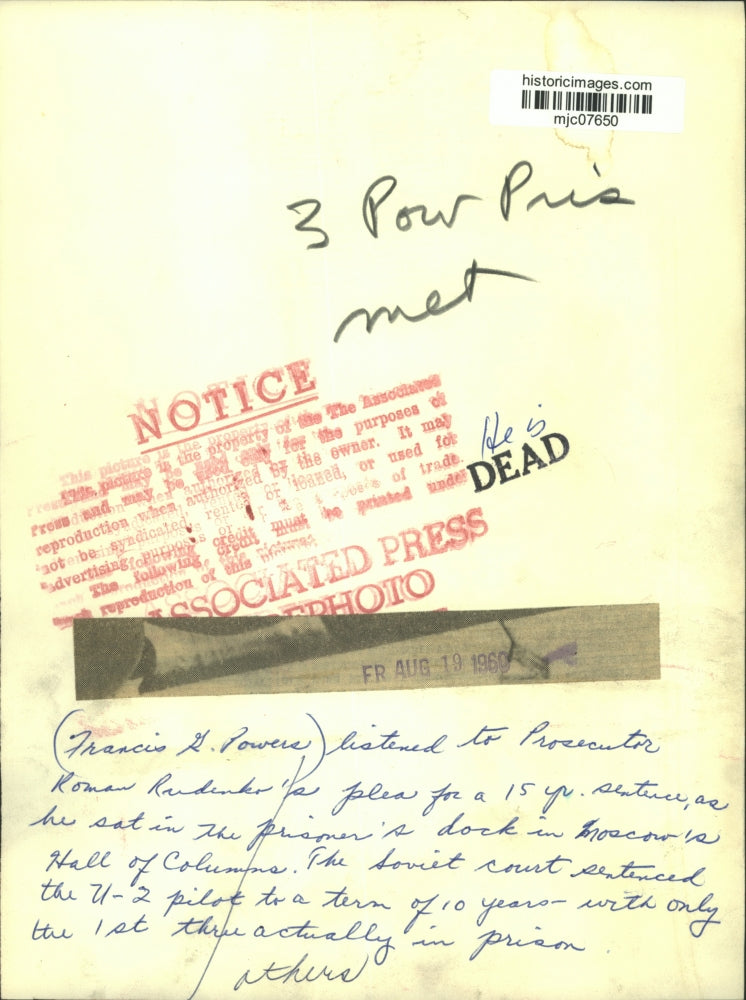 historicimages.com
mjc07650
3 Pow Pris
met
NOTICE
This picture is the property of the The Associated
Press and may be used only for the purposes of
reproduction when authorized by the owner. It may
not be syndicated, rented or loaned, or used for
advertising purposes or of trade
The following credit must be printed under
each reproduction of this picture:
ASSOCIATED PRESS
He is
DEAD
FR AUG 19 1960
(Francis G. Powers) listened to Prosecutor
Roman Rudenko's plea for a 15 yr. sentence, as
he sat in the prisoner's dock in Moscow's
Hall of Columns. The Soviet court sentenced
the U-2 pilot to a term of 10 years - with only
the 1st three actually in prison.
others